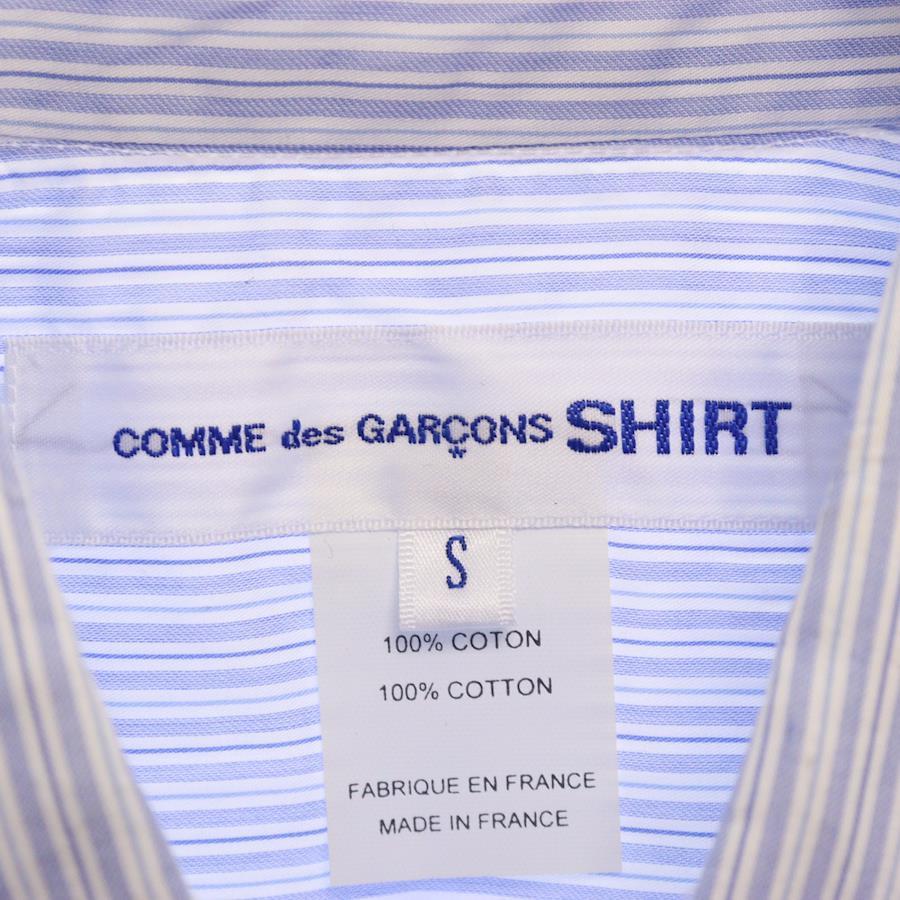 COMME des GARÇONS SHIRT
S
100% COTON
100% COTTON
FABRIQUE EN FRANCE
MADE IN FRANCE